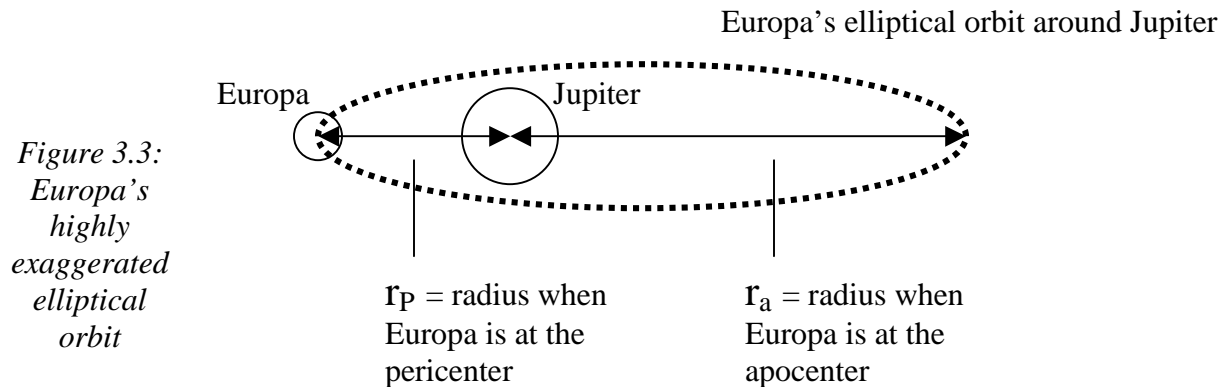 Europa’s elliptical orbit around Jupiter
Europa
Jupiter
Figure 3.3:
Europa’s
highly
exaggerated
elliptical
orbit
rP = radius when
Europa is at the
pericenter
ra = radius when
Europa is at the
apocenter